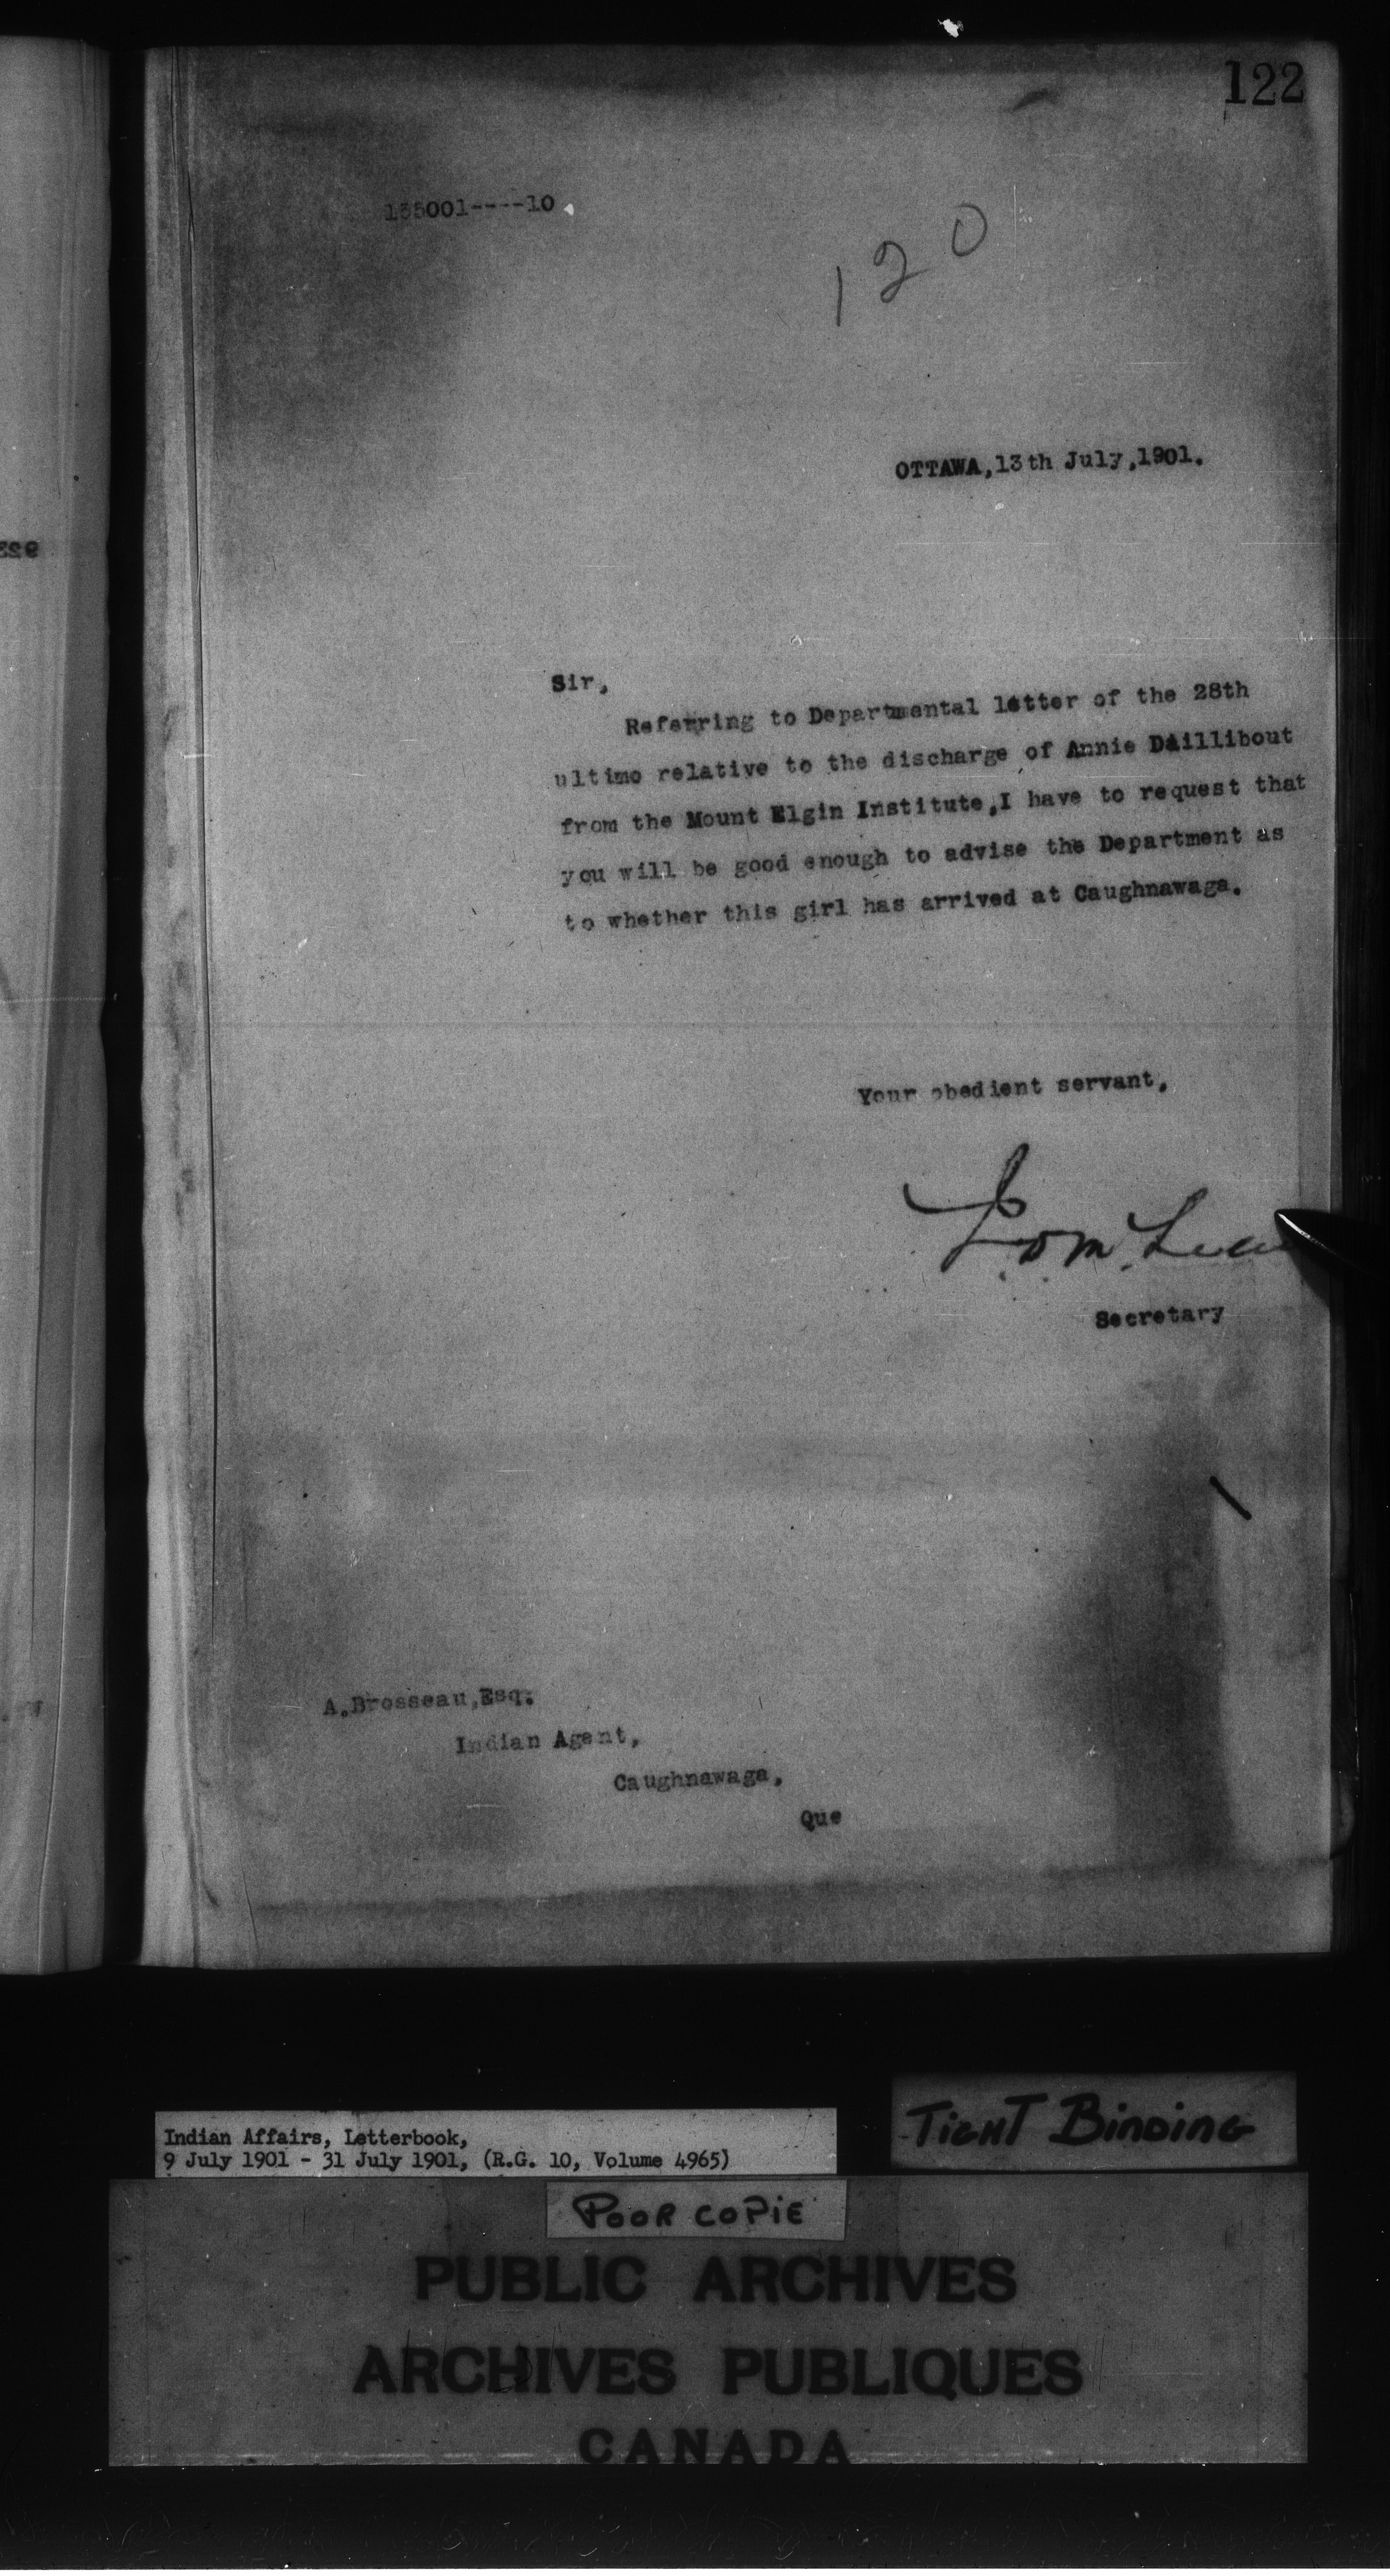 122
155001----10.
120
OTTAWA,13th July,1901.
Sir,
Referring to Departmental letter of the 28th
ultimo relative to the discharge of Annie Daillibout
from the Mount Elgin Institute,I have to request that
you will be good enough to advise the Department as
to whether this girl has arrived at Caughnawaga.
Your obedient servant,
Secretary
A.Brosseau,Esq.
Indian Agent,
Caughnawaga,
Que
Indian Affairs, Letterbook,
9 July 1901 - 31 July 1901, (R.G. 10, Volume 4965)
TIGHT BINDING
POOR COPIE
PUBLIC ARCHIVES
ARCHIVES PUBLIQUES
CANADA